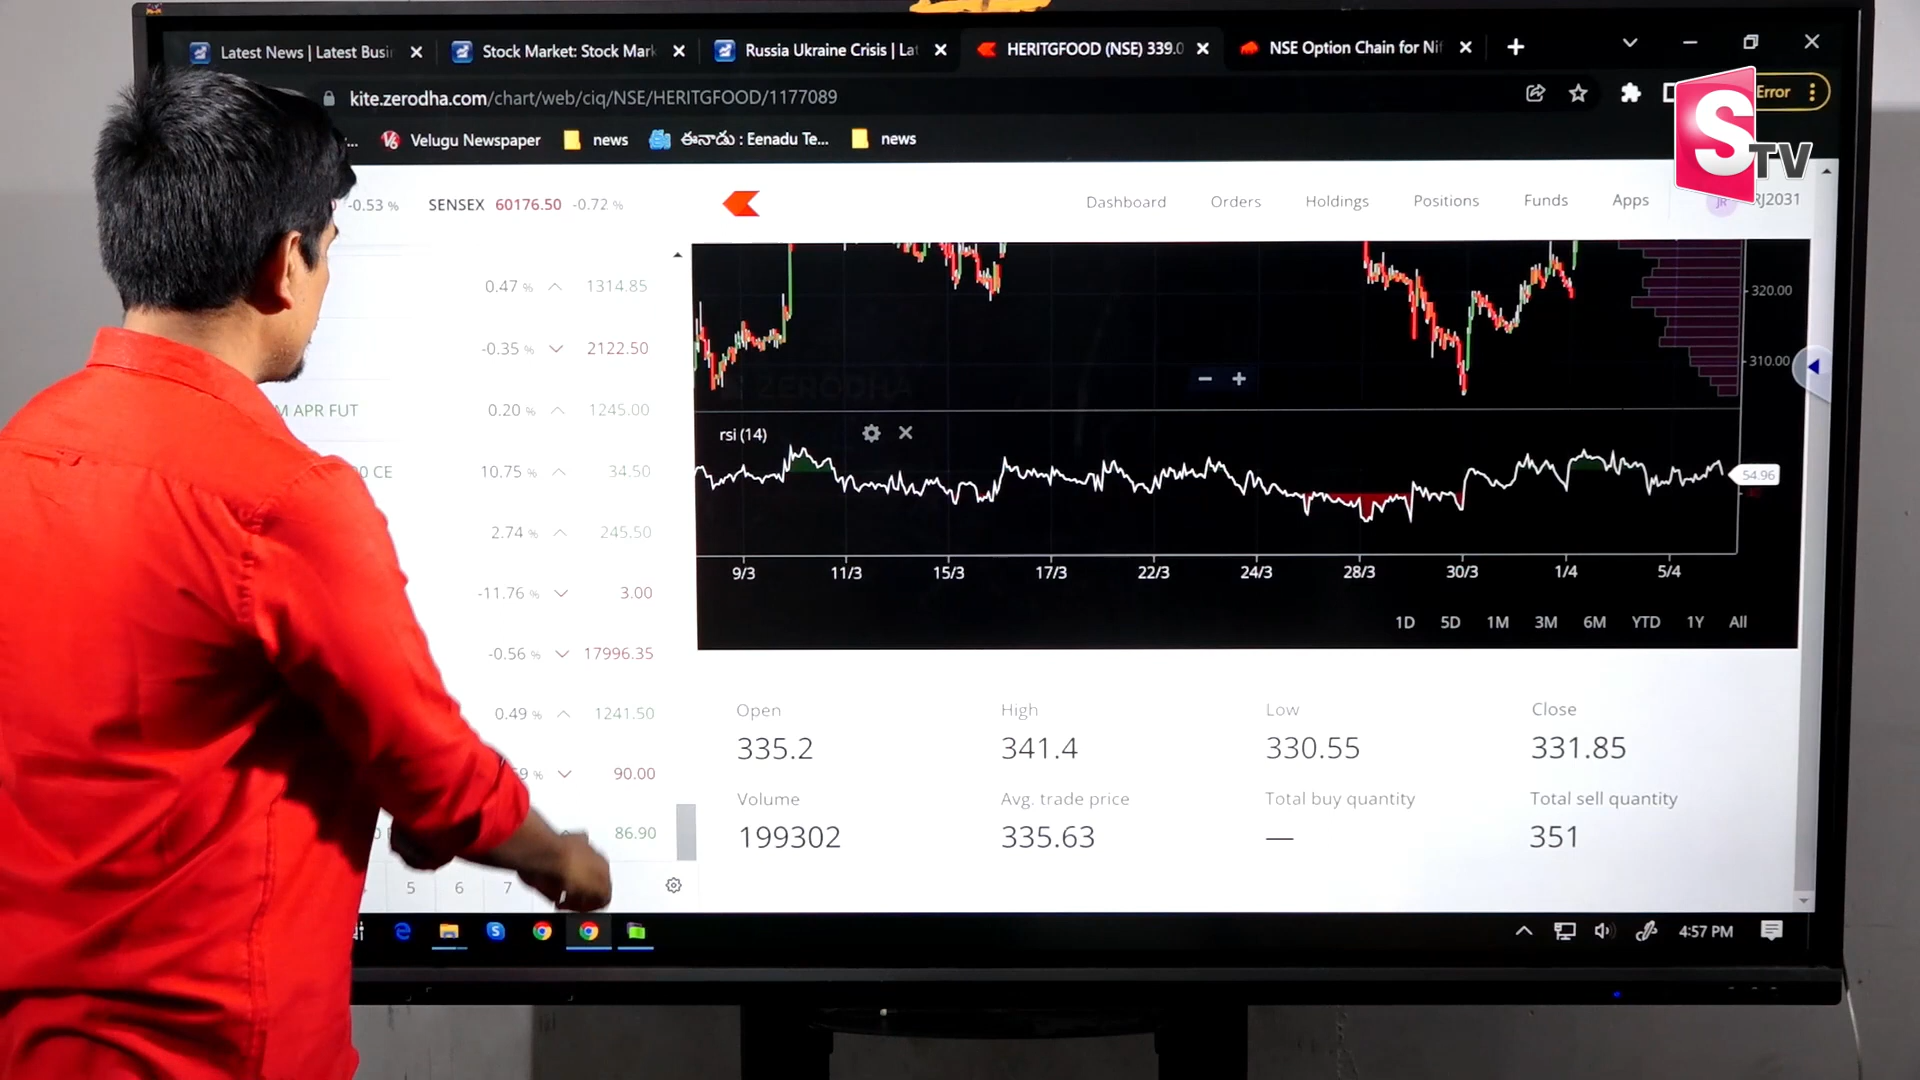 Latest News | Latest Busi
Stock Market: Stock Mark
Russia Ukraine Crisis | Lat
HERITGFOOD (NSE) 339.0
NSE Option Chain for Nif
kite.zerodha.com/chart/web/ciq/NSE/HERITGFOOD/1177089
Error
Velugu Newspaper
news
ఈనాడు : Eenadu Te...
news
S TV
-0.53 %
SENSEX 60176.50 -0.72 %
Dashboard
Orders
Holdings
Positions
Funds
Apps
JR
RJ2031
0.47 % 1314.85
-0.35 % 2122.50
M APR FUT 0.20 % 1245.00
00 CE 10.75 % 34.50
2.74 % 245.50
-11.76 % 3.00
-0.56 % 17996.35
0.49 % 1241.50
59 % 90.00
86.90
5 6 7
320.00
310.00
ZERODHA
rsi (14)
54.96
9/3 11/3 15/3 17/3 22/3 24/3 28/3 30/3 1/4 5/4
1D 5D 1M 3M 6M YTD 1Y All
Open High Low Close
335.2 341.4 330.55 331.85
Volume Avg. trade price Total buy quantity Total sell quantity
199302 335.63 — 351
4:57 PM